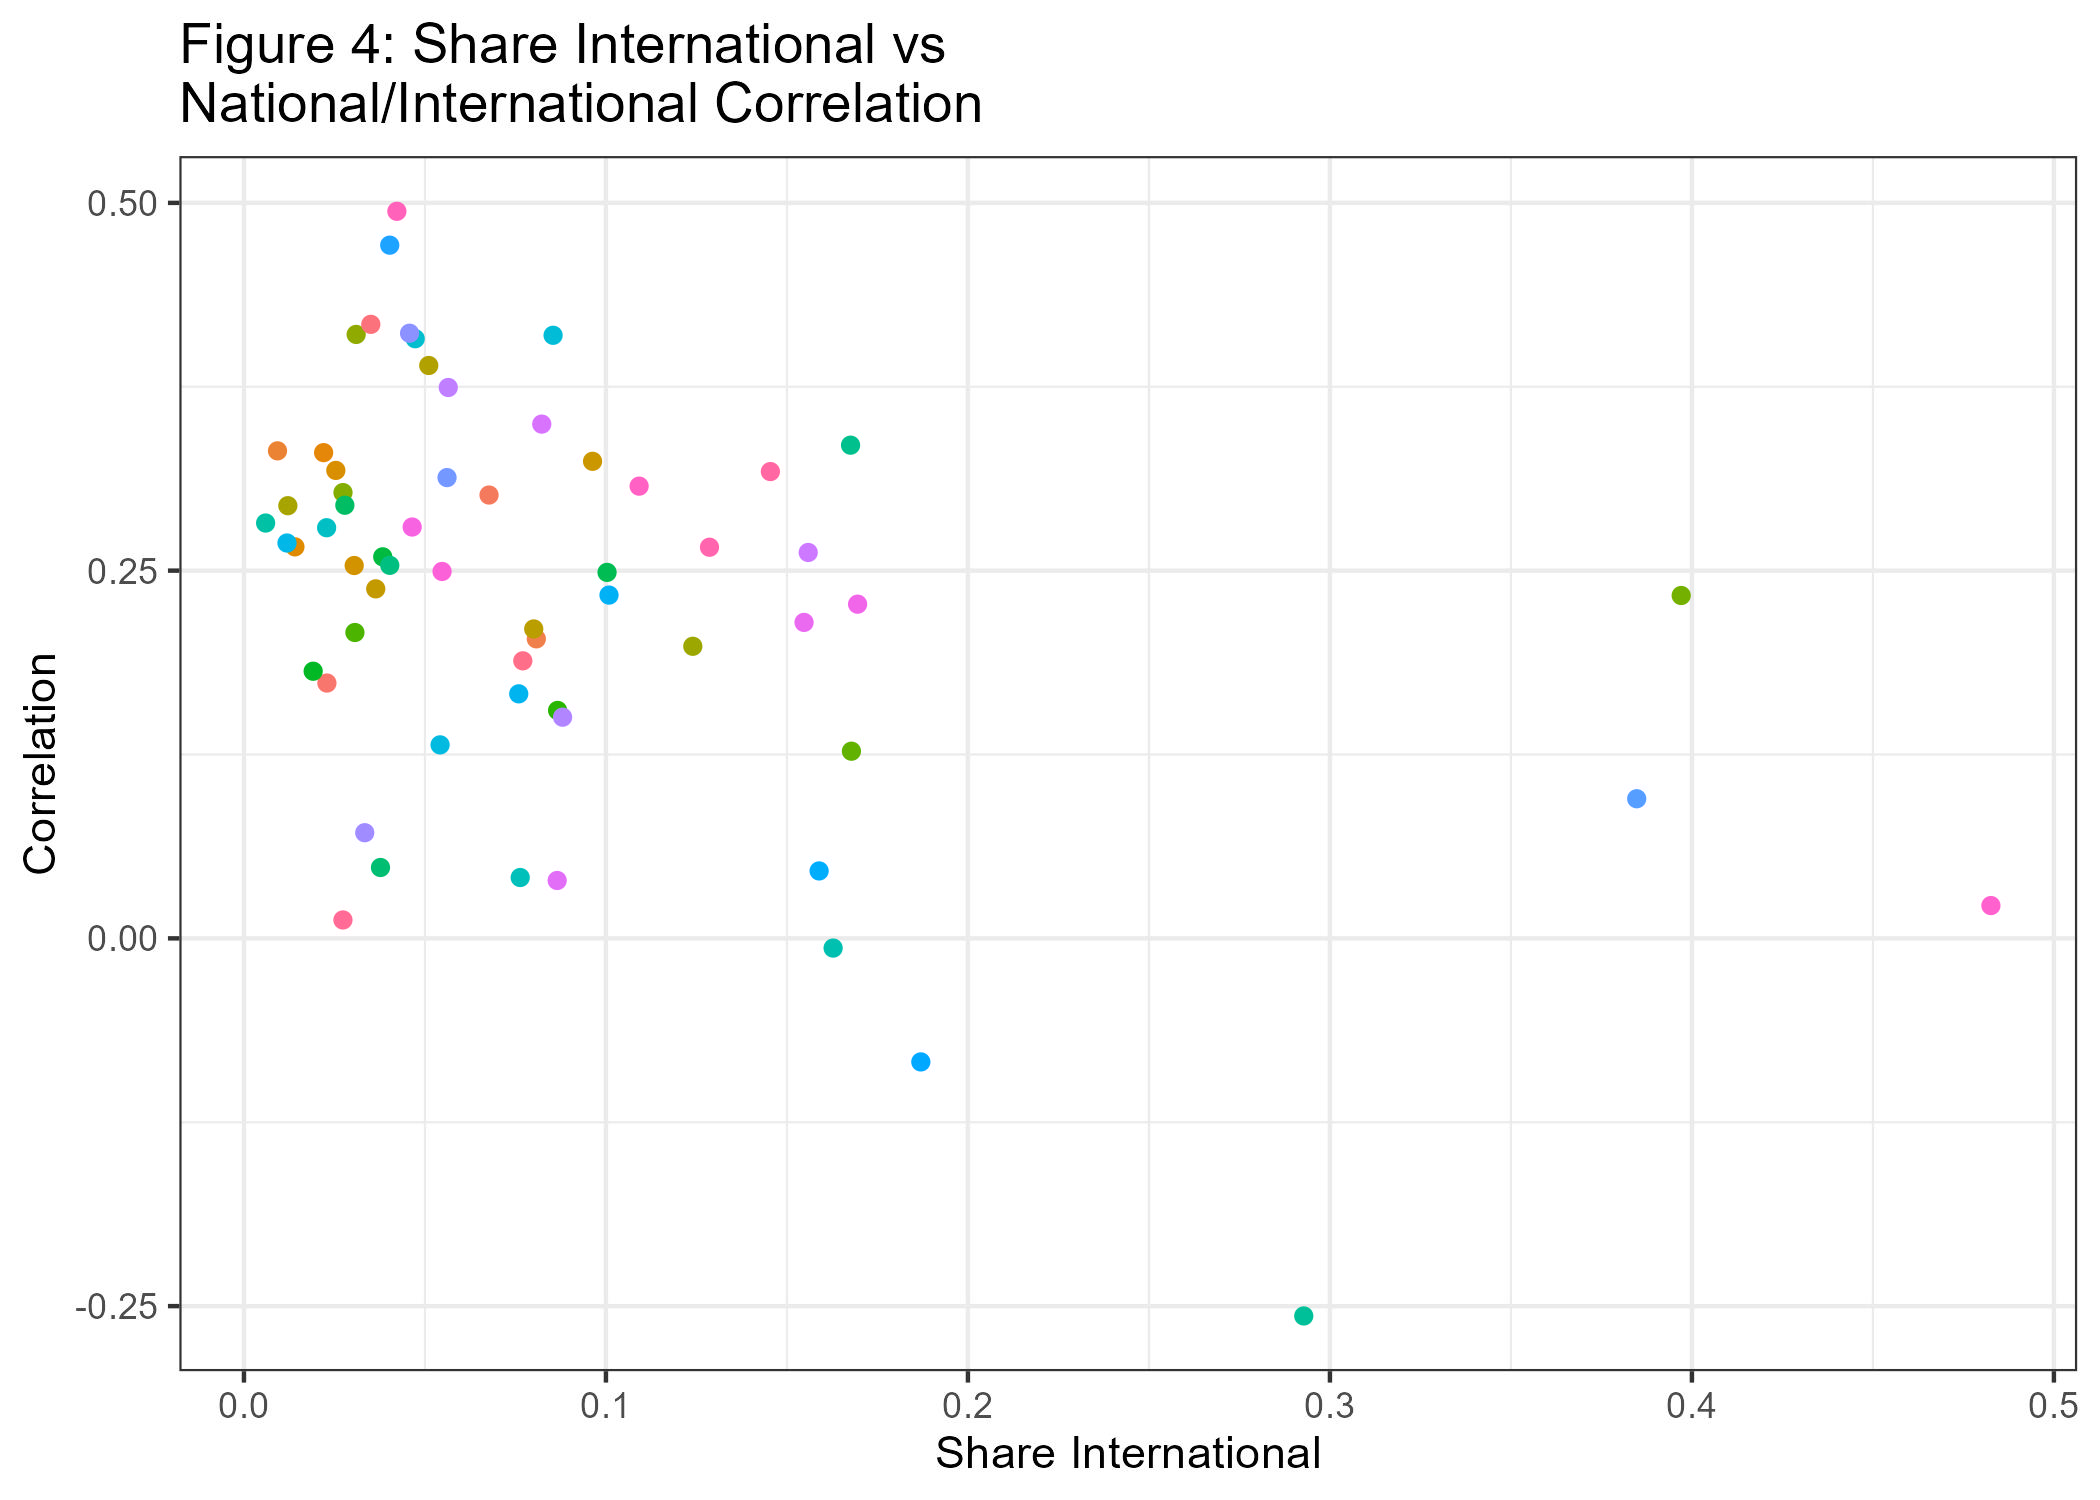 Figure 4: Share International vs
National/International Correlation
0.50
0.25
0.00
-0.25
Correlation
0.0
0.1
0.2
0.3
0.4
0.5
Share International